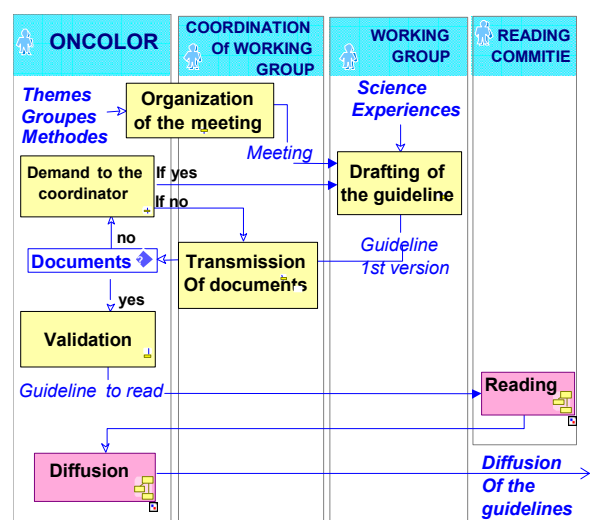 ONCOLOR
COORDINATION
of WORKING
GROUP
WORKING
GROUP
READING
COMMITIE
Themes
Groupes
Methodes
Organization
of the meeting
Science
Experiences
Meeting
Demand to the
coordinator
If yes
If no
Drafting of
the guideline
no
Documents
Transmission
Of documents
Guideline
1st version
yes
Validation
Guideline to read
Reading
Diffusion
Diffusion
Of the
guidelines